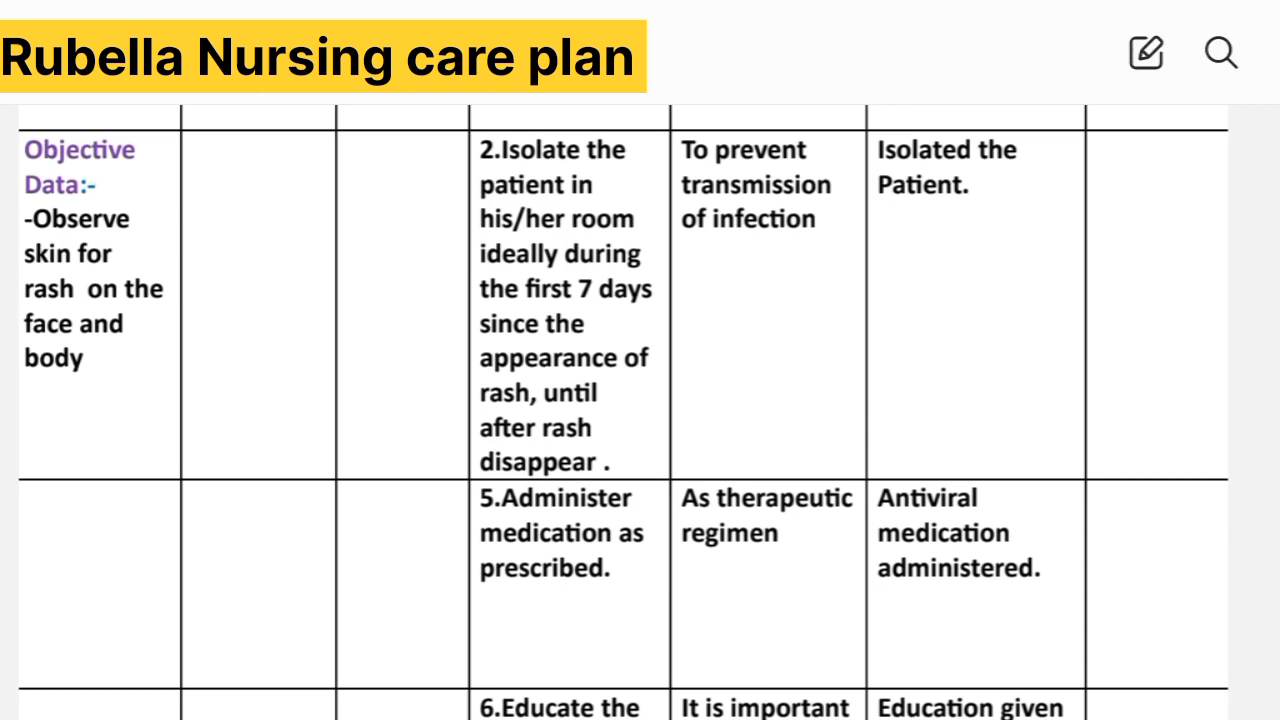 Rubella Nursing care plan
Objective
Data:-
-Observe
skin for
rash  on the
face and
body
2.Isolate the
patient in
his/her room
ideally during
the first 7 days
since the
appearance of
rash, until
after rash
disappear .
To prevent
transmission
of infection
Isolated the
Patient.
5.Administer
medication as
prescribed.
As therapeutic
regimen
Antiviral
medication
administered.
6.Educate the
It is important
Education given